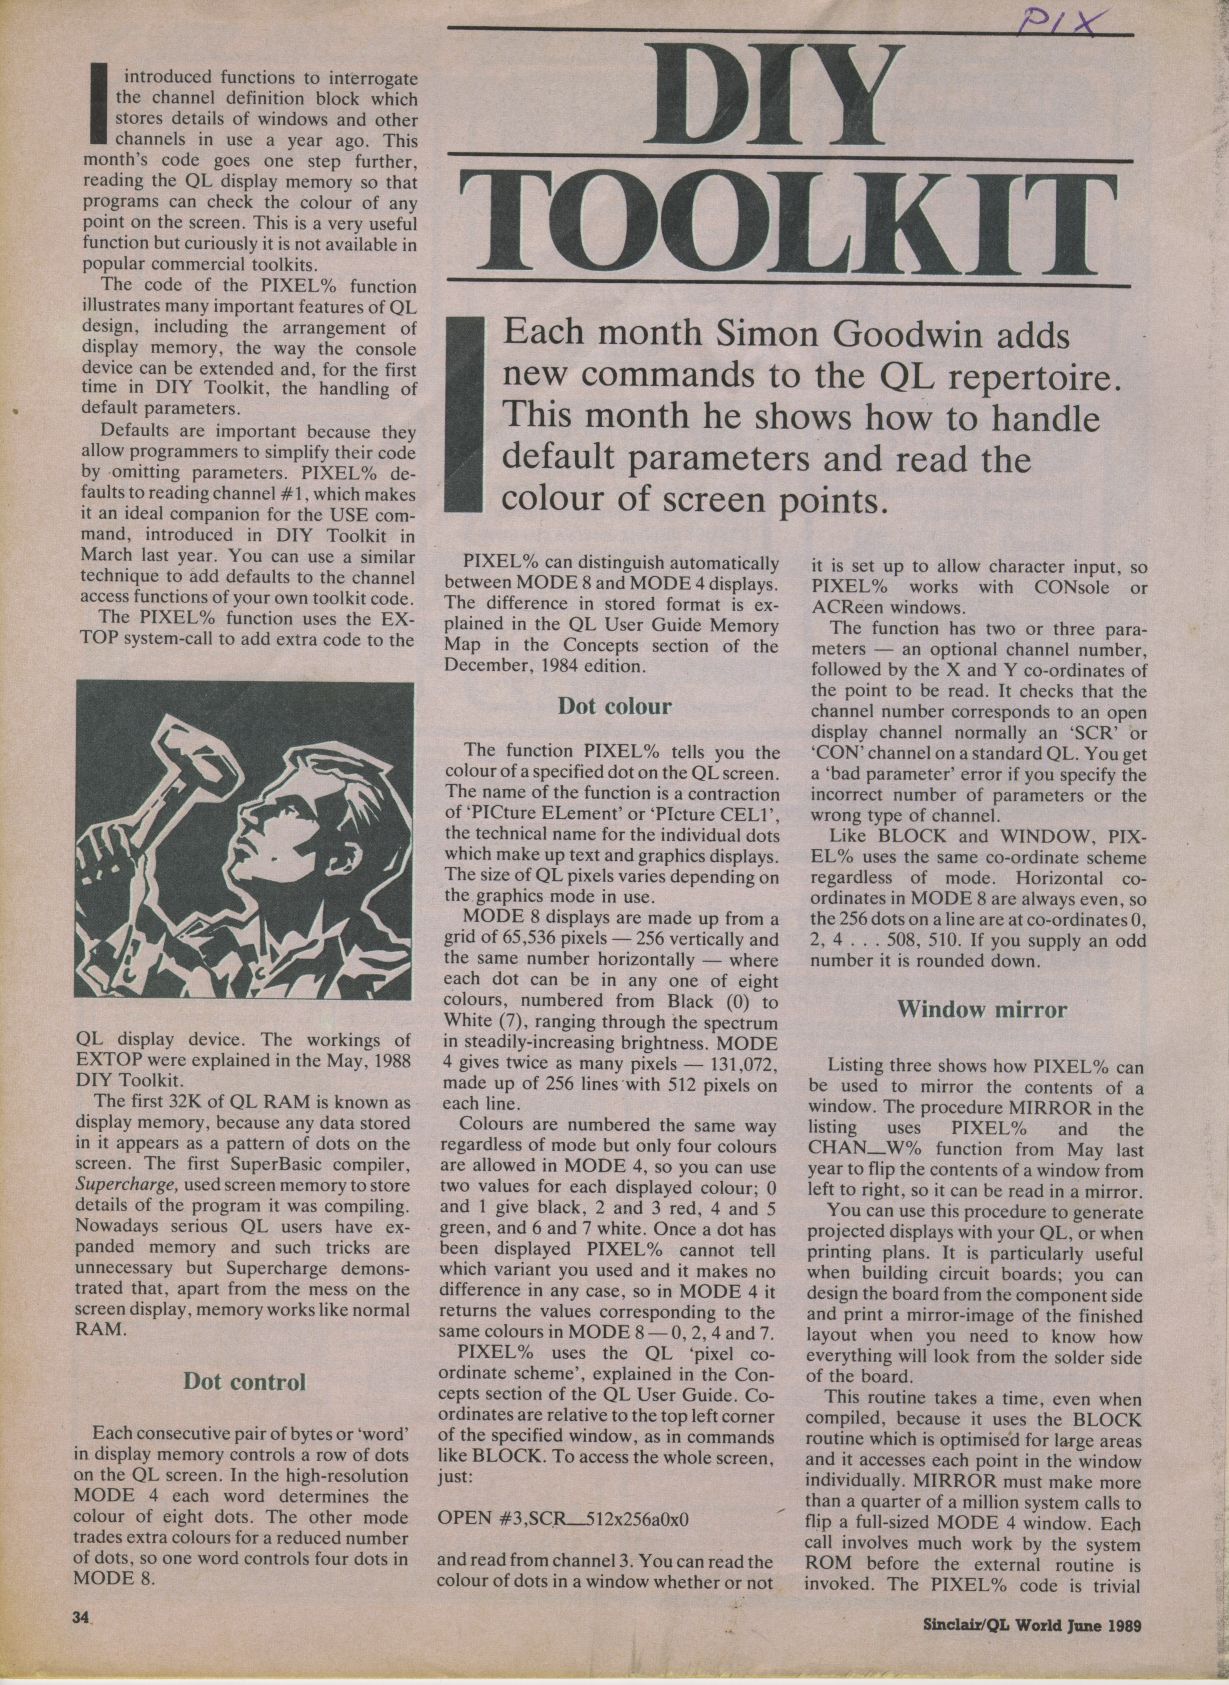 PIX
DIY
TOOLKIT
Each month Simon Goodwin adds
new commands to the QL repertoire.
This month he shows how to handle
default parameters and read the
colour of screen points.
I introduced functions to interrogate
the channel definition block which
stores details of windows and other
channels in use a year ago. This
month's code goes one step further,
reading the QL display memory so that
programs can check the colour of any
point on the screen. This is a very useful
function but curiously it is not available in
popular commercial toolkits.
The code of the PIXEL% function
illustrates many important features of QL
design, including the arrangement of
display memory, the way the console
device can be extended and, for the first
time in DIY Toolkit, the handling of
default parameters.
Defaults are important because they
allow programmers to simplify their code
by omitting parameters. PIXEL% de-
faults to reading channel #1, which makes
it an ideal companion for the USE com-
mand, introduced in DIY Toolkit in
March last year. You can use a similar
technique to add defaults to the channel
access functions of your own toolkit code.
The PIXEL% function uses the EX-
TOP system-call to add extra code to the
QL display device. The workings of
EXTOP were explained in the May, 1988
DIY Toolkit.
The first 32K of QL RAM is known as
display memory, because any data stored
in it appears as a pattern of dots on the
screen. The first SuperBasic compiler,
Supercharge, used screen memory to store
details of the program it was compiling.
Nowadays serious QL users have ex-
panded memory and such tricks are
unnecessary but Supercharge demons-
trated that, apart from the mess on the
screen display, memory works like normal
RAM.
Dot control
Each consecutive pair of bytes or 'word'
in display memory controls a row of dots
on the QL screen. In the high-resolution
MODE 4 each word determines the
colour of eight dots. The other mode
trades extra colours for a reduced number
of dots, so one word controls four dots in
MODE 8.
PIXEL% can distinguish automatically
between MODE 8 and MODE 4 displays.
The difference in stored format is ex-
plained in the QL User Guide Memory
Map in the Concepts section of the
December, 1984 edition.
Dot colour
The function PIXEL% tells you the
colour of a specified dot on the QL screen.
The name of the function is a contraction
of 'PICture ELement' or 'PIcture CEL1',
the technical name for the individual dots
which make up text and graphics displays.
The size of QL pixels varies depending on
the graphics mode in use.
MODE 8 displays are made up from a
grid of 65,536 pixels — 256 vertically and
the same number horizontally — where
each dot can be in any one of eight
colours, numbered from Black (0) to
White (7), ranging through the spectrum
in steadily-increasing brightness. MODE
4 gives twice as many pixels — 131,072,
made up of 256 lines with 512 pixels on
each line.
Colours are numbered the same way
regardless of mode but only four colours
are allowed in MODE 4, so you can use
two values for each displayed colour; 0
and 1 give black, 2 and 3 red, 4 and 5
green, and 6 and 7 white. Once a dot has
been displayed PIXEL% cannot tell
which variant you used and it makes no
difference in any case, so in MODE 4 it
returns the values corresponding to the
same colours in MODE 8 — 0, 2, 4 and 7.
PIXEL% uses the QL 'pixel co-
ordinate scheme', explained in the Con-
cepts section of the QL User Guide. Co-
ordinates are relative to the top left corner
of the specified window, as in commands
like BLOCK. To access the whole screen,
just:
OPEN #3,SCR_512x256a0x0
and read from channel 3. You can read the
colour of dots in a window whether or not
it is set up to allow character input, so
PIXEL% works with CONsole or
ACReen windows.
The function has two or three para-
meters — an optional channel number,
followed by the X and Y co-ordinates of
the point to be read. It checks that the
channel number corresponds to an open
display channel normally an 'SCR' or
'CON' channel on a standard QL. You get
a 'bad parameter' error if you specify the
incorrect number of parameters or the
wrong type of channel.
Like BLOCK and WINDOW, PIX-
EL% uses the same co-ordinate scheme
regardless of mode. Horizontal co-
ordinates in MODE 8 are always even, so
the 256 dots on a line are at co-ordinates 0,
2, 4 . . . 508, 510. If you supply an odd
number it is rounded down.
Window mirror
Listing three shows how PIXEL% can
be used to mirror the contents of a
window. The procedure MIRROR in the
listing uses PIXEL% and the
CHAN_W% function from May last
year to flip the contents of a window from
left to right, so it can be read in a mirror.
You can use this procedure to generate
projected displays with your QL, or when
printing plans. It is particularly useful
when building circuit boards; you can
design the board from the component side
and print a mirror-image of the finished
layout when you need to know how
everything will look from the solder side
of the board.
This routine takes a time, even when
compiled, because it uses the BLOCK
routine which is optimised for large areas
and it accesses each point in the window
individually. MIRROR must make more
than a quarter of a million system calls to
flip a full-sized MODE 4 window. Each
call involves much work by the system
ROM before the external routine is
invoked. The PIXEL% code is trivial
34
Sinclair/QL World June 1989